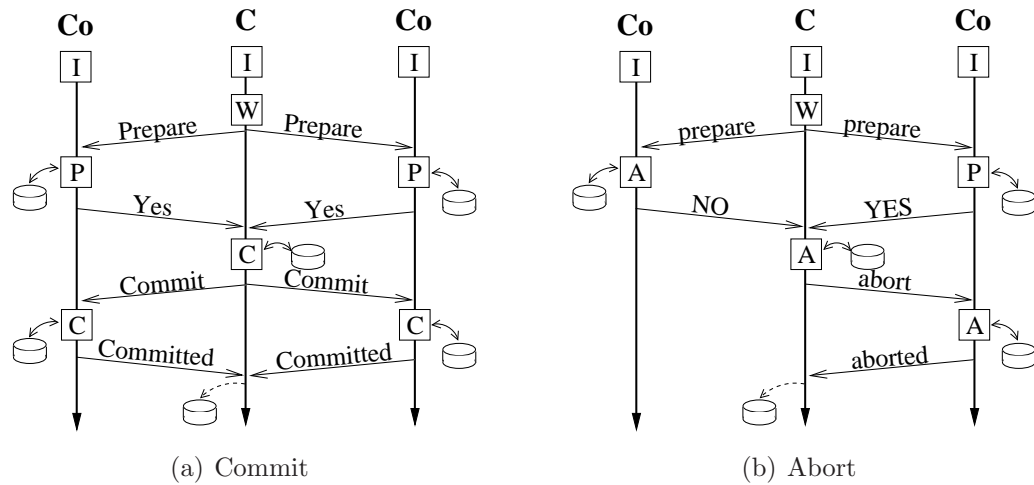 Co C Co Co C Co
I I I I I I
W W
Prepare Prepare prepare prepare
P P A P
Yes Yes NO YES
C A
Commit Commit abort
C C A
Committed Committed aborted
(a) Commit (b) Abort